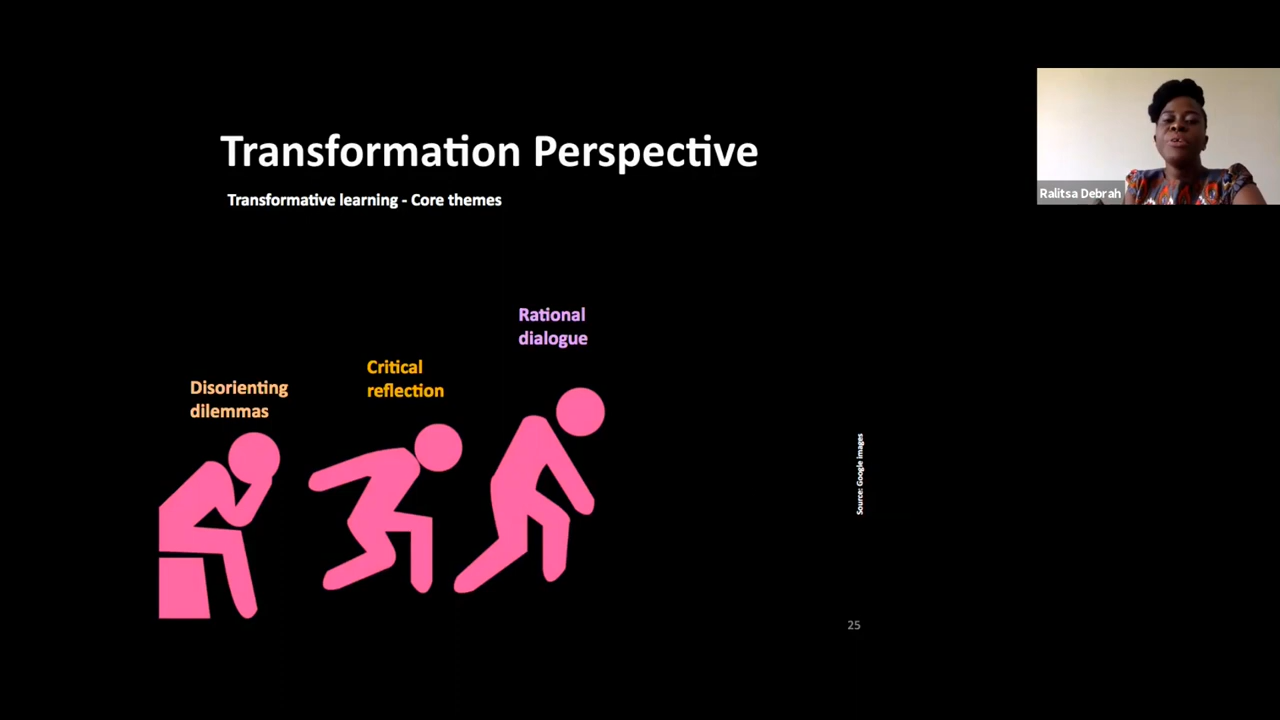 Transformation Perspective
Transformative learning - Core themes
Ralitsa Debrah
Rational
dialogue
Critical
reflection
Disorienting
dilemmas
Source: Google images
25